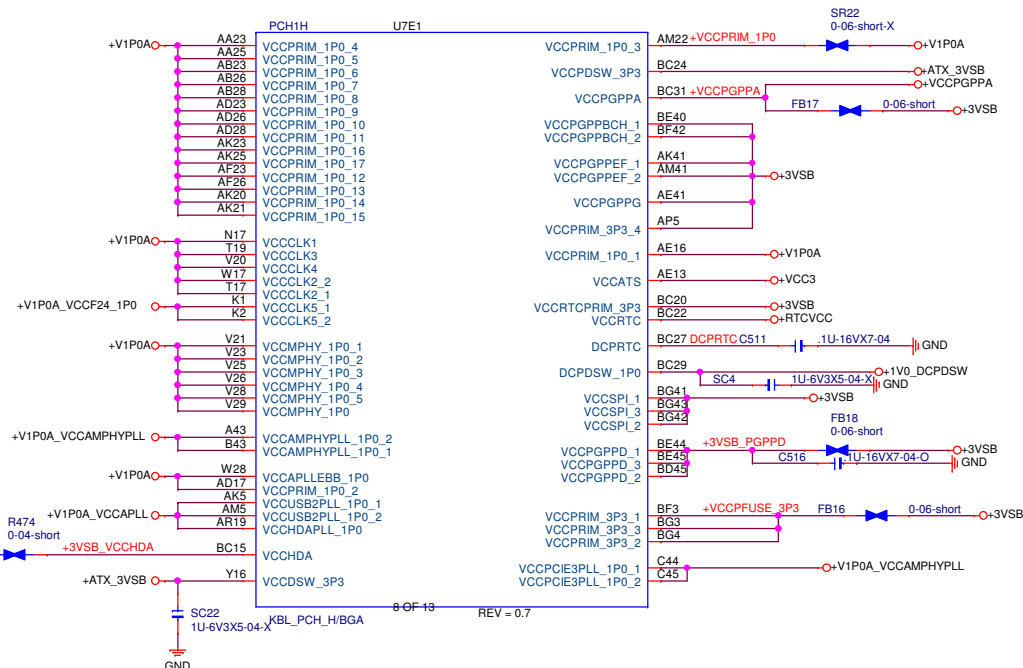 PCH1H
U7E1
SR22
0-06-short-X
+V1P0A
AA23 VCCPRIM_1P0_4
AA25 VCCPRIM_1P0_5
AB23 VCCPRIM_1P0_6
AB26 VCCPRIM_1P0_7
AB28 VCCPRIM_1P0_8
AD23 VCCPRIM_1P0_9
AD26 VCCPRIM_1P0_10
AD28 VCCPRIM_1P0_11
AK23 VCCPRIM_1P0_16
AK25 VCCPRIM_1P0_17
AF23 VCCPRIM_1P0_12
AF26 VCCPRIM_1P0_13
AK20 VCCPRIM_1P0_14
AK21 VCCPRIM_1P0_15
+V1P0A
N17 VCCCLK1
T19 VCCCLK3
V20 VCCCLK4
W17 VCCCLK2_2
T17 VCCCLK2_1
+V1P0A_VCCF24_1P0
K1 VCCCLK5_1
K2 VCCCLK5_2
+V1P0A
V21 VCCMPHY_1P0_1
V23 VCCMPHY_1P0_2
V25 VCCMPHY_1P0_3
V26 VCCMPHY_1P0_4
V28 VCCMPHY_1P0_5
V29 VCCMPHY_1P0
+V1P0A_VCCAMPHYPLL
A43 VCCAMPHYPLL_1P0_2
B43 VCCAMPHYPLL_1P0_1
+V1P0A
W28 VCCAPLLEBB_1P0
AD17 VCCPRIM_1P0_2
+V1P0A_VCCAPLL
AK5 VCCUSB2PLL_1P0_1
AM5 VCCUSB2PLL_1P0_2
AR19 VCCHDAPLL_1P0
R474
0-04-short
+3VSB_VCCHDA
BC15 VCCHDA
+ATX_3VSB
Y16 VCCDSW_3P3
SC22
1U-6V3X5-04-X
GND
VCCPRIM_1P0_3 AM22 +VCCPRIM_1P0 +V1P0A
VCCPDSW_3P3 BC24 +ATX_3VSB
+VCCPGPPA
VCCPGPPA BC31 +VCCPGPPA
FB17 0-06-short +3VSB
VCCPGPPBCH_1 BE40
VCCPGPPBCH_2 BF42
VCCPGPPEF_1 AK41
VCCPGPPEF_2 AM41 +3VSB
VCCPGPPG AE41
VCCPRIM_3P3_4 AP5
VCCPRIM_1P0_1 AE16 +V1P0A
VCCATS AE13 +VCC3
VCCRTCPRIM_3P3 BC20 +3VSB
VCCRTC BC22 +RTCVCC
DCPRTC BC27 DCPRTC C511 .1U-16VX7-04 GND
DCPDSW_1P0 BC29 +1V0_DCPDSW
SC4 1U-6V3X5-04-X GND
VCCSPI_1 BG41 +3VSB
VCCSPI_3 BG43
VCCSPI_2 BG42
FB18
0-06-short
VCCPGPPD_1 BE44 +3VSB_PGPPD +3VSB
VCCPGPPD_3 BE45 C516 .1U-16VX7-04-O GND
VCCPGPPD_2 BD45
VCCPRIM_3P3_1 BF3 +VCCPFUSE_3P3 FB16 0-06-short +3VSB
VCCPRIM_3P3_3 BG3
VCCPRIM_3P3_2 BG4
VCCPCIE3PLL_1P0_1 C44 +V1P0A_VCCAMPHYPLL
VCCPCIE3PLL_1P0_2 C45
8 OF 13
REV = 0.7
KBL_PCH_H/BGA